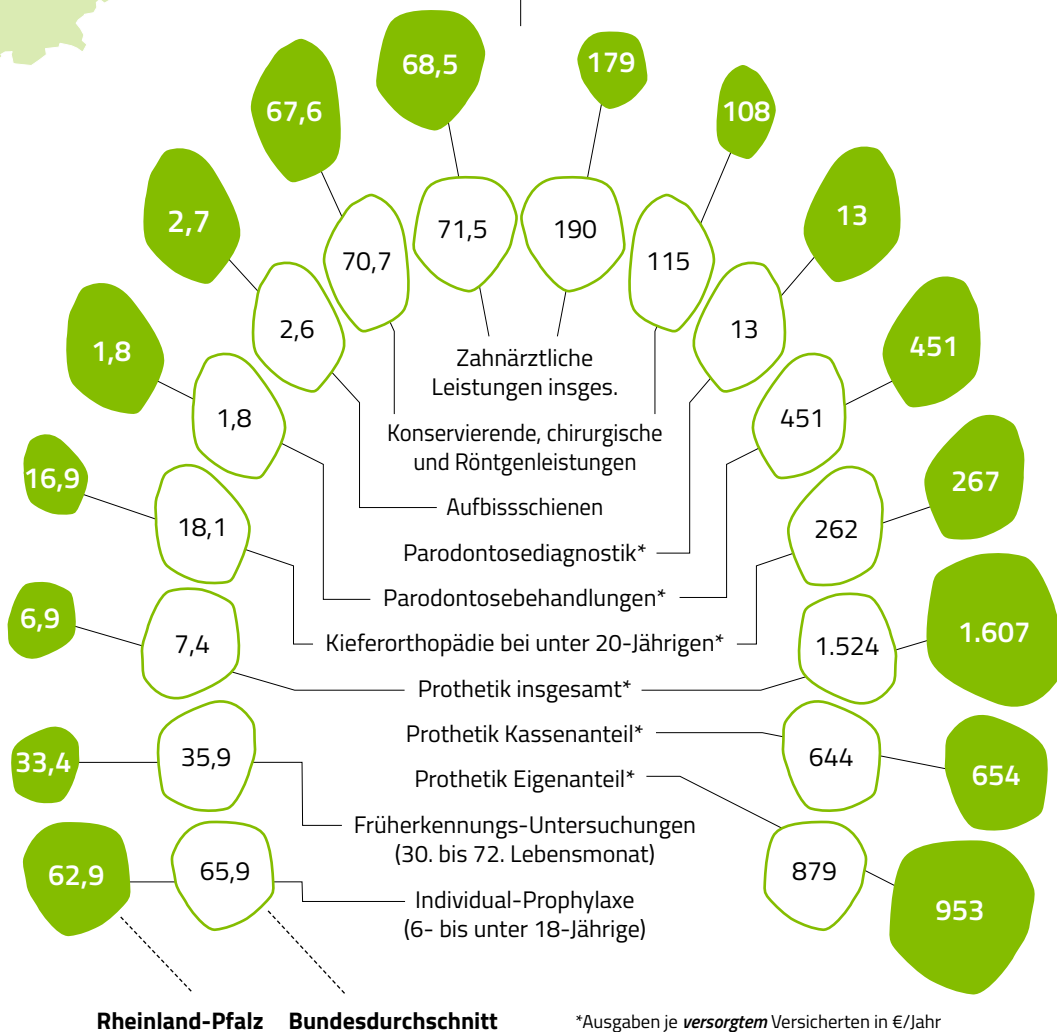 68,5
179
67,6
108
2,7
13
71,5
190
70,7
115
1,8
2,6
13
451
Zahnärztliche
Leistungen insges.
1,8
451
Konservierende, chirurgische
und Röntgenleistungen
16,9
267
Aufbissschienen
18,1
262
Parodontosediagnostik*
Parodontosebehandlungen*
6,9
1.607
7,4
Kieferorthopädie bei unter 20-Jährigen*
1.524
Prothetik insgesamt*
Prothetik Kassenanteil*
33,4
35,9
644
654
Prothetik Eigenanteil*
Früherkennungs-Untersuchungen
(30. bis 72. Lebensmonat)
62,9
65,9
879
Individual-Prophylaxe
(6- bis unter 18-Jährige)
953
Rheinland-Pfalz Bundesdurchschnitt
*Ausgaben je versorgtem Versicherten in €/Jahr